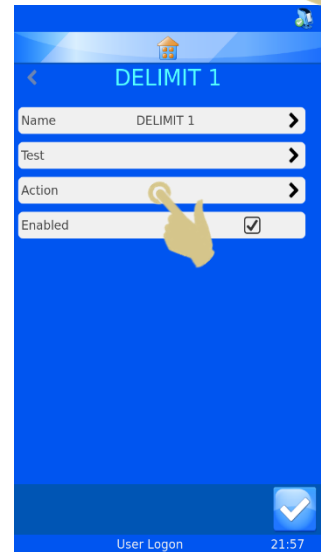 DELIMIT 1
Name DELIMIT 1
Test
Action
Enabled
User Logon 21:57